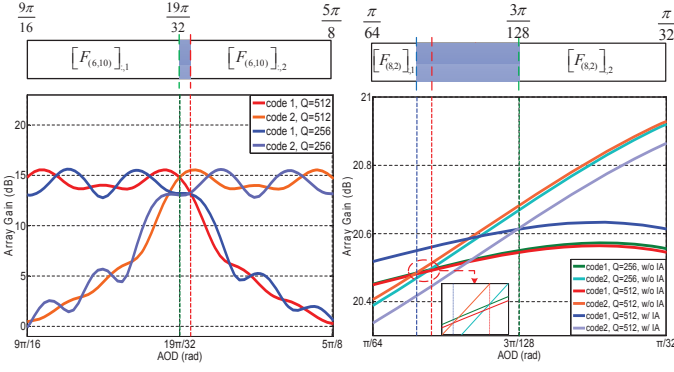 9π/16 19π/32 5π/8
[F(6,10)]:,1 [F(6,10)]:,2
code 1, Q=512
code 2, Q=512
code 1, Q=256
code 2, Q=256
Array Gain (dB)
20
15
10
5
0
9π/16 19π/32 5π/8
AOD (rad)
π/64 3π/128 π/32
[F(8,2)]:,1 [F(8,2)]:,2
Array Gain (dB)
21
20.8
20.6
20.4
code1, Q=256, w/o IA
code2, Q=256, w/o IA
code1, Q=512, w/o IA
code2, Q=512, w/o IA
code1, Q=512, w/ IA
code2, Q=512, w/ IA
π/64 3π/128 π/32
AOD (rad)